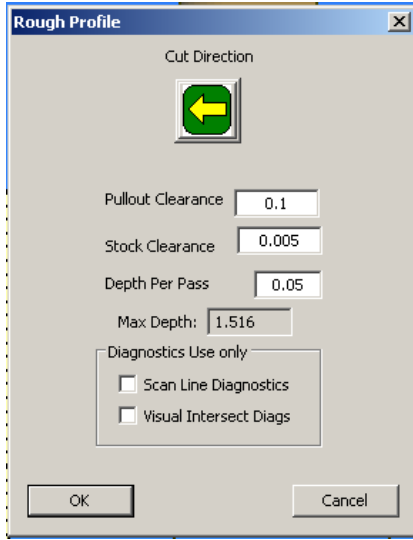 Rough Profile
Cut Direction
Pullout Clearance 0.1
Stock Clearance 0.005
Depth Per Pass 0.05
Max Depth: 1.516
Diagnostics Use only
Scan Line Diagnostics
Visual Intersect Diags
OK Cancel